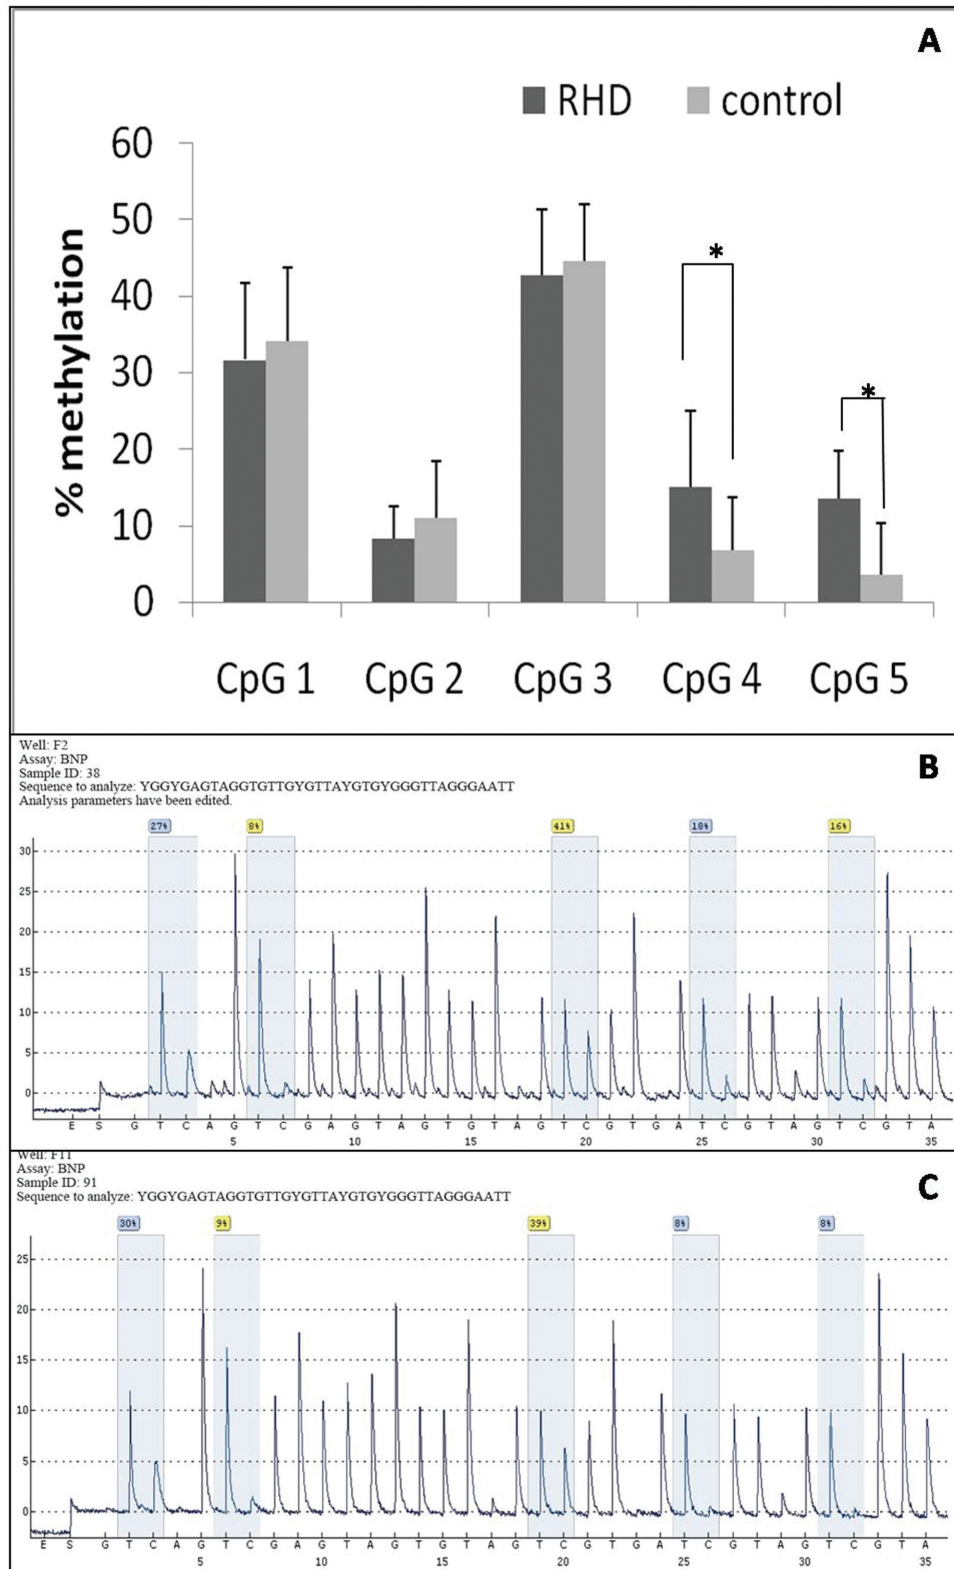 A
RHD control
60
50
40
30
20
10
0
% methylation
* *
CpG 1 CpG 2 CpG 3 CpG 4 CpG 5
B
Well: F2
Assay: BNP
Sample ID: 38
Sequence to analyze: YGGYGAGTAGGTGTTGYGTTAYGTGYGGGTTAGGGAATT
Analysis parameters have been edited.
27% 8% 41% 18% 16%
30
25
20
15
10
5
0
E S G T C A G T C G A G T A G T G T A G T C G T G A T C G T A G T C G T A
5 10 15 20 25 30 35
C
Well: F11
Assay: BNP
Sample ID: 91
Sequence to analyze: YGGYGAGTAGGTGTTGYGTTAYGTGYGGGTTAGGGAATT
30% 9% 39% 8% 8%
25
20
15
10
5
0
E S G T C A G T C G A G T A G T G T A G T C G T G A T C G T A G T C G T A
5 10 15 20 25 30 35